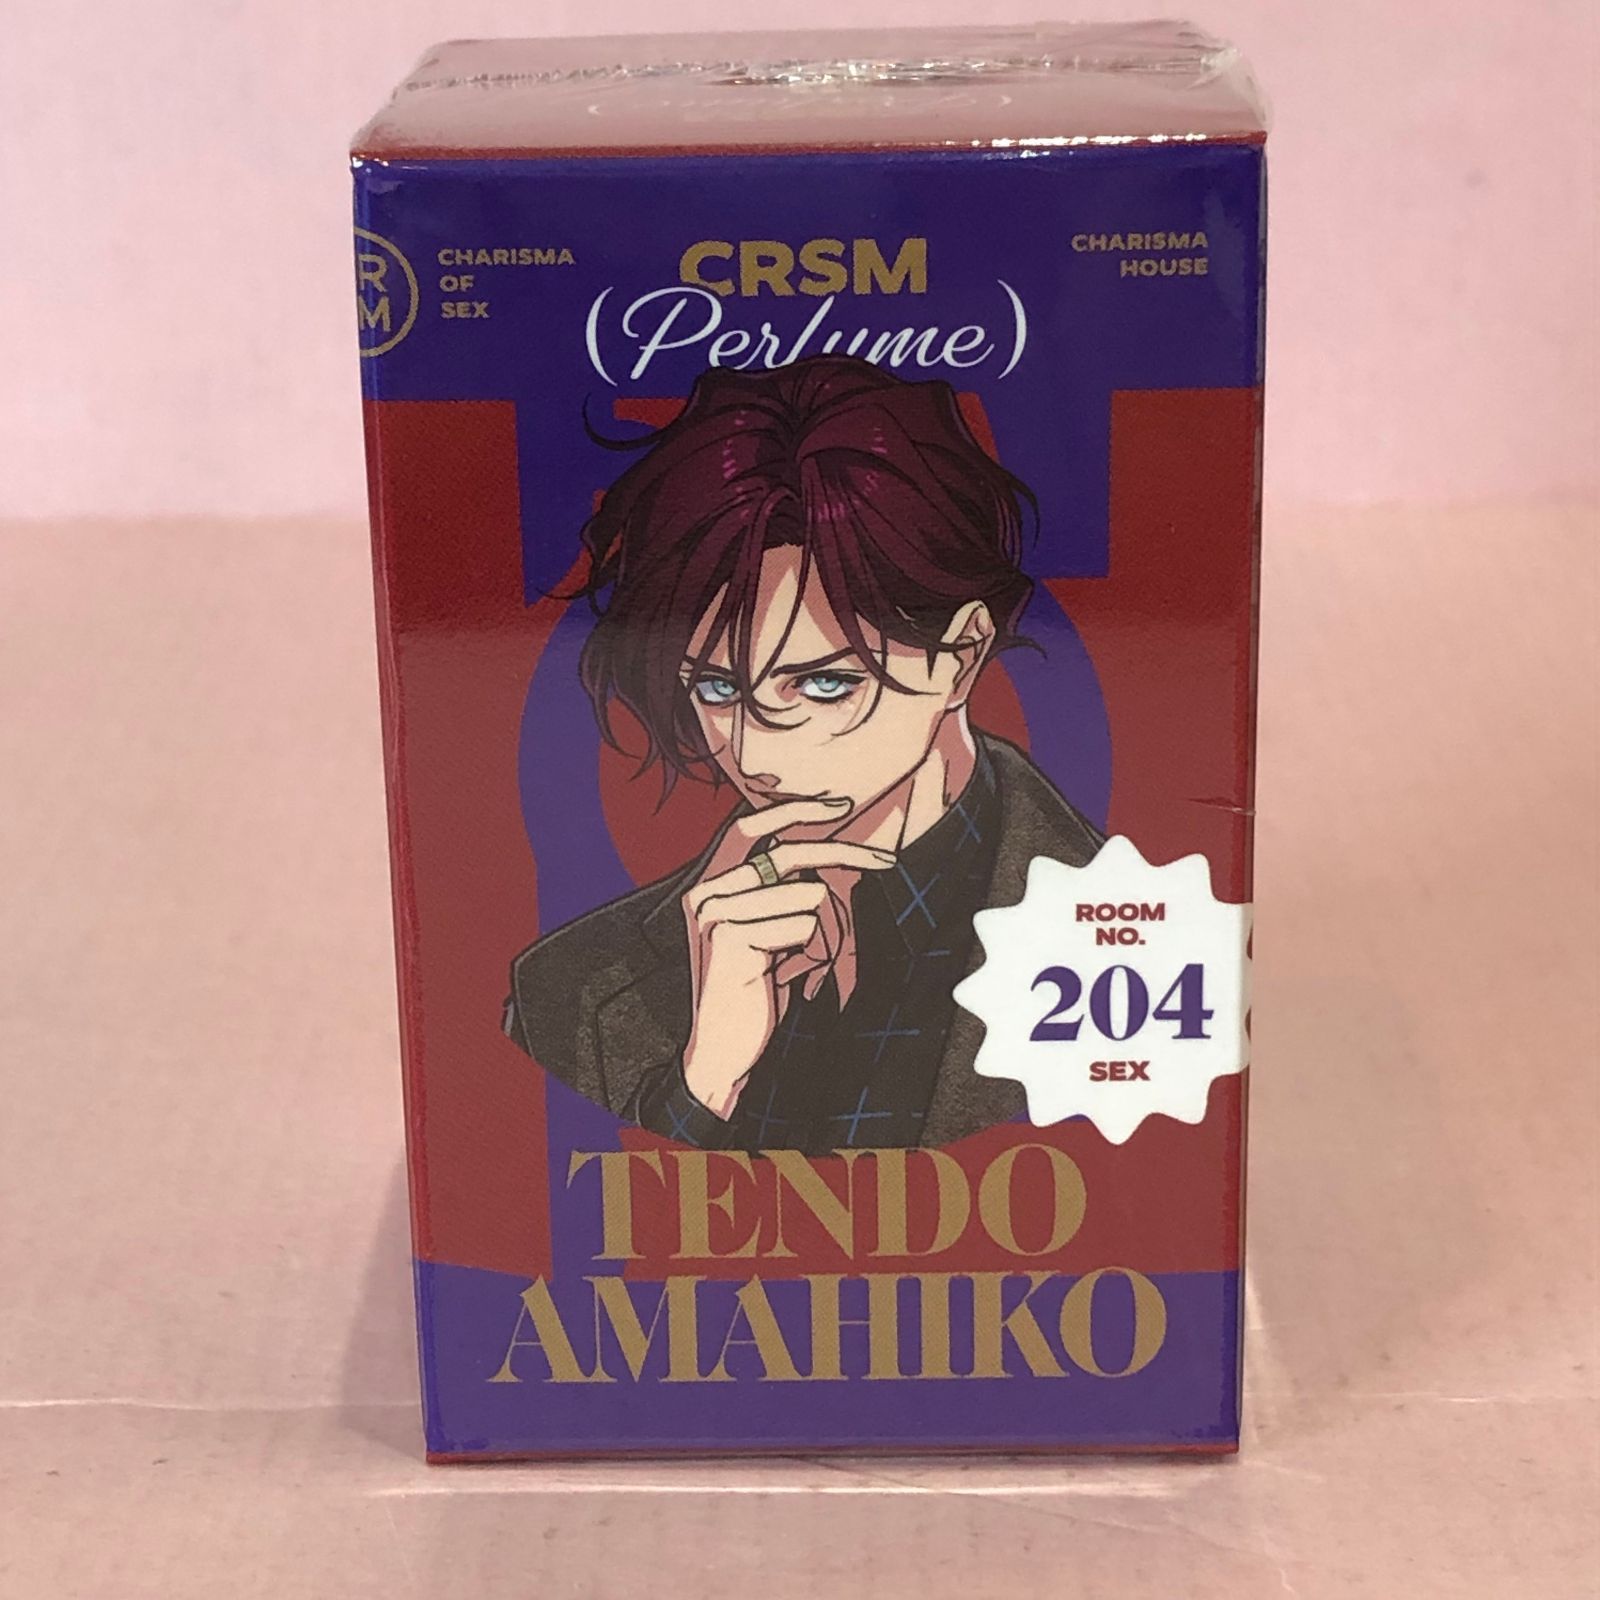 R
M
CHARISMA
OF
SEX
CRSM
(Perfume)
CHARISMA
HOUSE
ROOM
NO.
204
SEX
TENDO
AMAHIKO